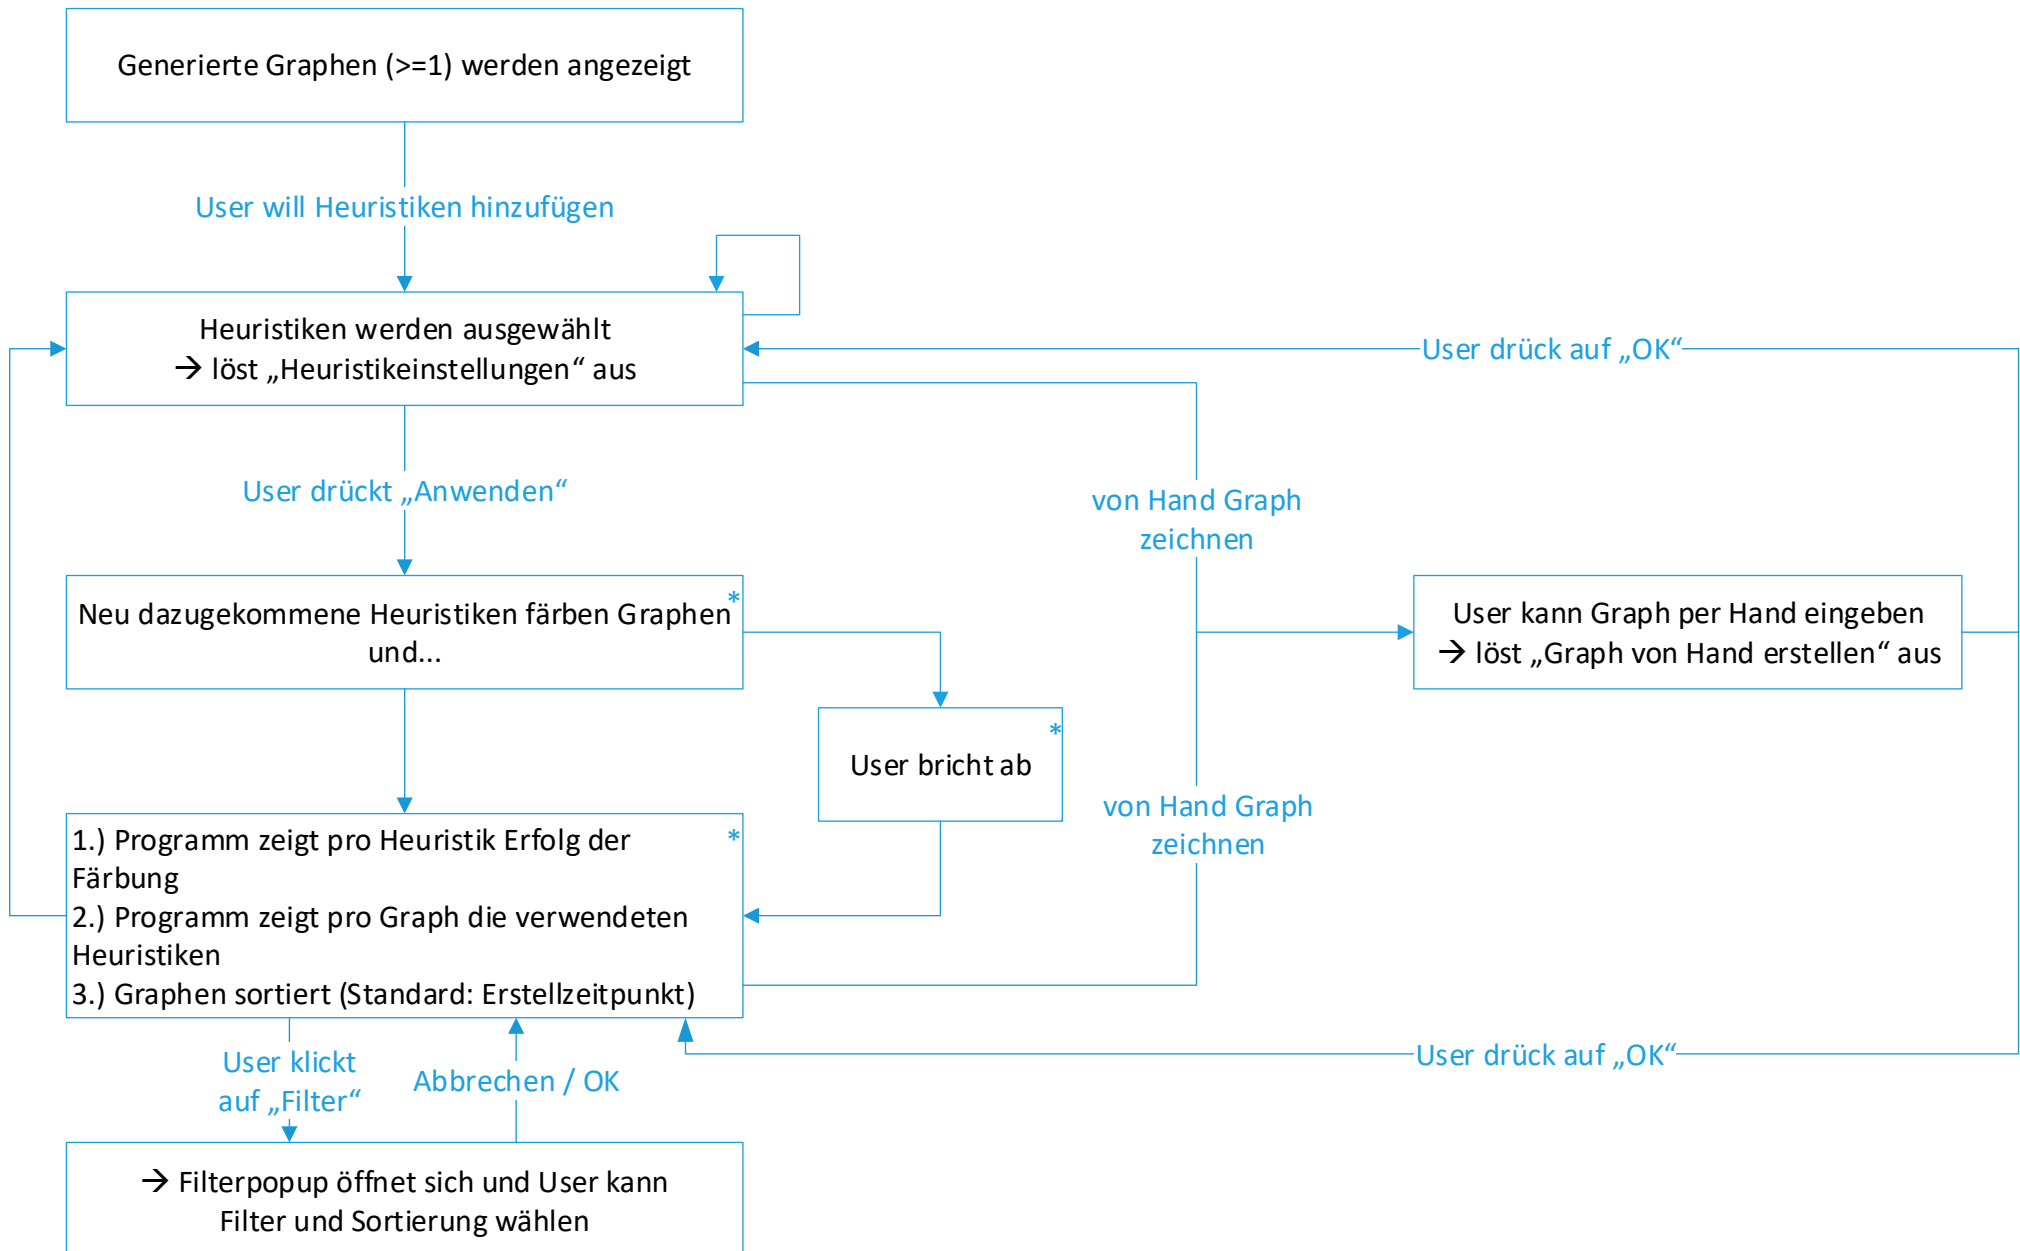 Generierte Graphen (>=1) werden angezeigt
User will Heuristiken hinzufügen
Heuristiken werden ausgewählt
→ löst „Heuristikeinstellungen“ aus
User drück auf „OK“
User drückt „Anwenden“
von Hand Graph
zeichnen
Neu dazugekommene Heuristiken färben Graphen *
und...
User kann Graph per Hand eingeben
→ löst „Graph von Hand erstellen“ aus
*
User bricht ab
von Hand Graph
zeichnen
1.) Programm zeigt pro Heuristik Erfolg der *
Färbung
2.) Programm zeigt pro Graph die verwendeten
Heuristiken
3.) Graphen sortiert (Standard: Erstellzeitpunkt)
User klickt
auf „Filter“
Abbrechen / OK
User drück auf „OK“
→ Filterpopup öffnet sich und User kann
Filter und Sortierung wählen